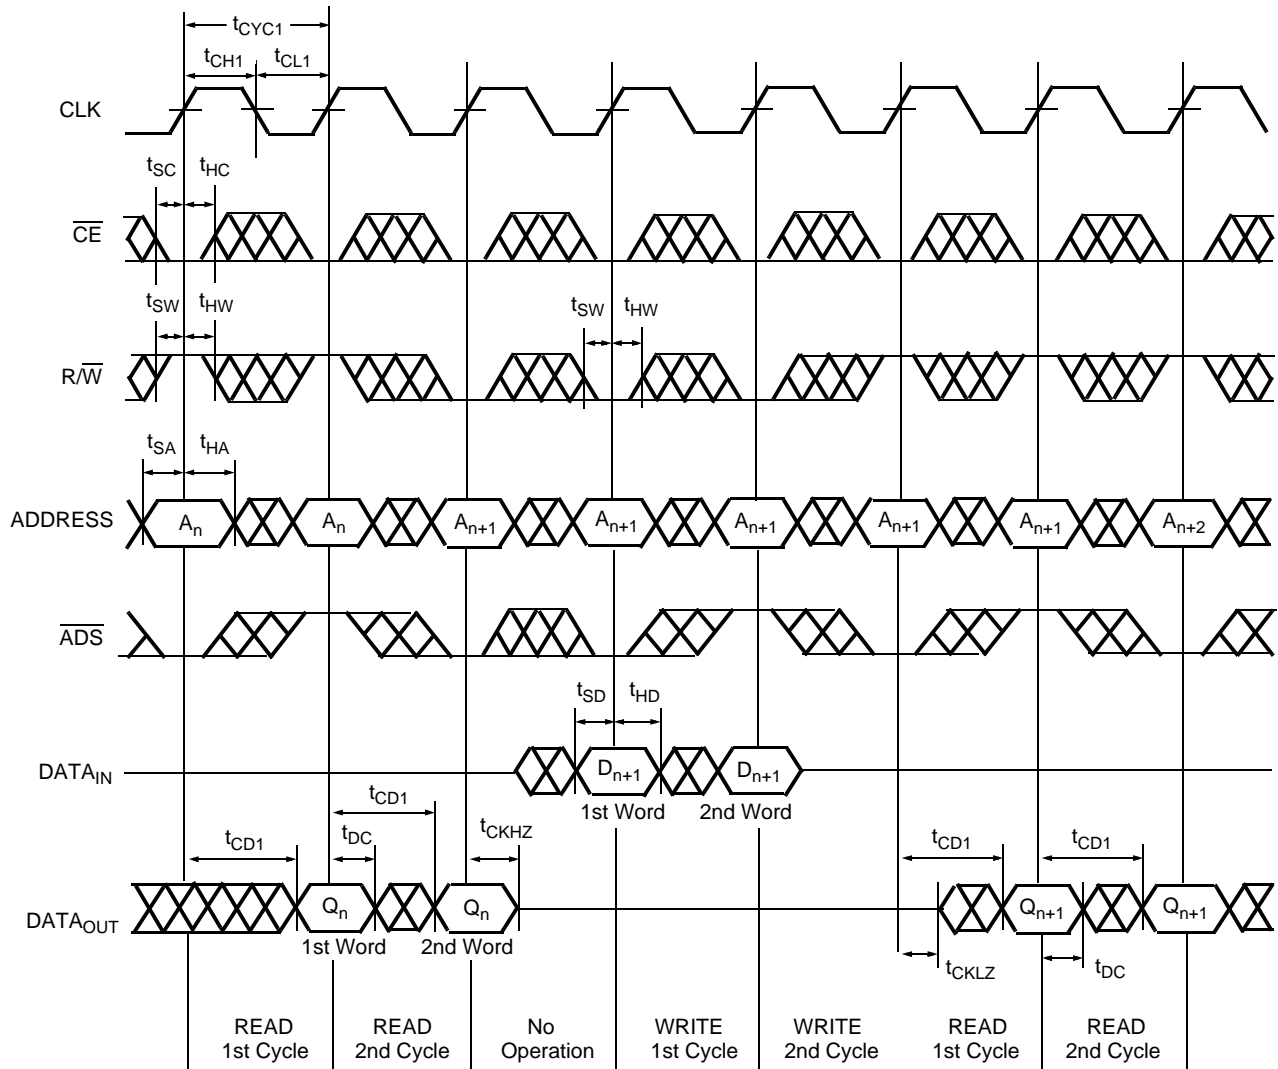 tCYC1
tCH1 tCL1
CLK
tSC tHC
CE
tSW tHW tSW tHW
R/W
tSA tHA
ADDRESS An An An+1 An+1 An+1 An+1 An+1 An+2
ADS
tSD tHD
DATAIN Dn+1 Dn+1
1st Word 2nd Word
tCD1
tCD1 tDC tCKHZ tCD1 tCD1
DATAOUT Qn Qn Qn+1 Qn+1
1st Word 2nd Word
tCKLZ tDC
READ READ No WRITE WRITE READ READ
1st Cycle 2nd Cycle Operation 1st Cycle 2nd Cycle 1st Cycle 2nd Cycle